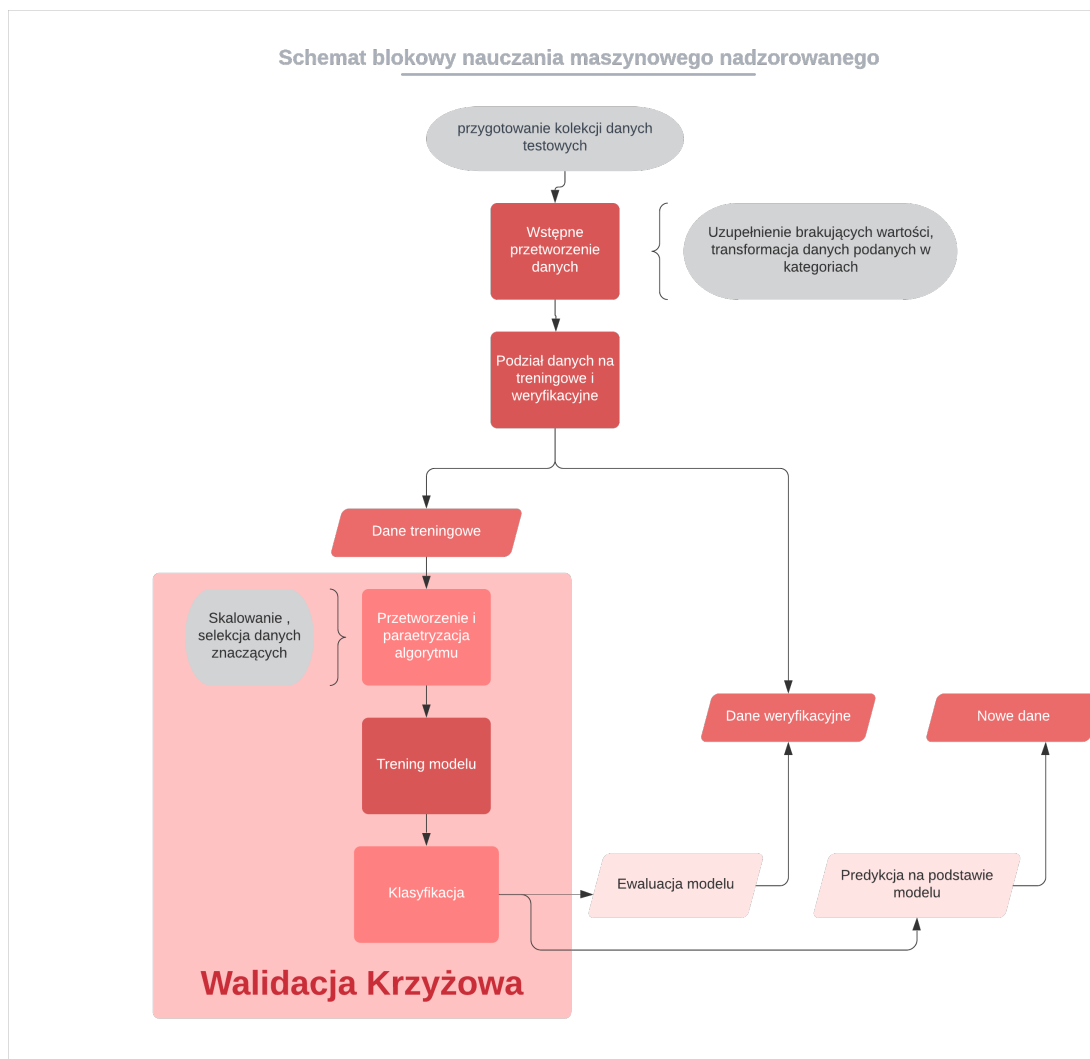 Schemat blokowy nauczania maszynowego nadzorowanego
przygotowanie kolekcji danych
testowych
Wstępne
przetworzenie
danych
Uzupełnienie brakujących wartości,
transformacja danych podanych w
kategoriach
Podział danych na
treningowe i
weryfikacyjne
Dane treningowe
Skalowanie ,
selekcja danych
znaczących
Przetworzenie i
paraetryzacja
algorytmu
Trening modelu
Dane weryfikacyjne
Nowe dane
Klasyfikacja
Ewaluacja modelu
Predykcja na podstawie
modelu
Walidacja Krzyżowa